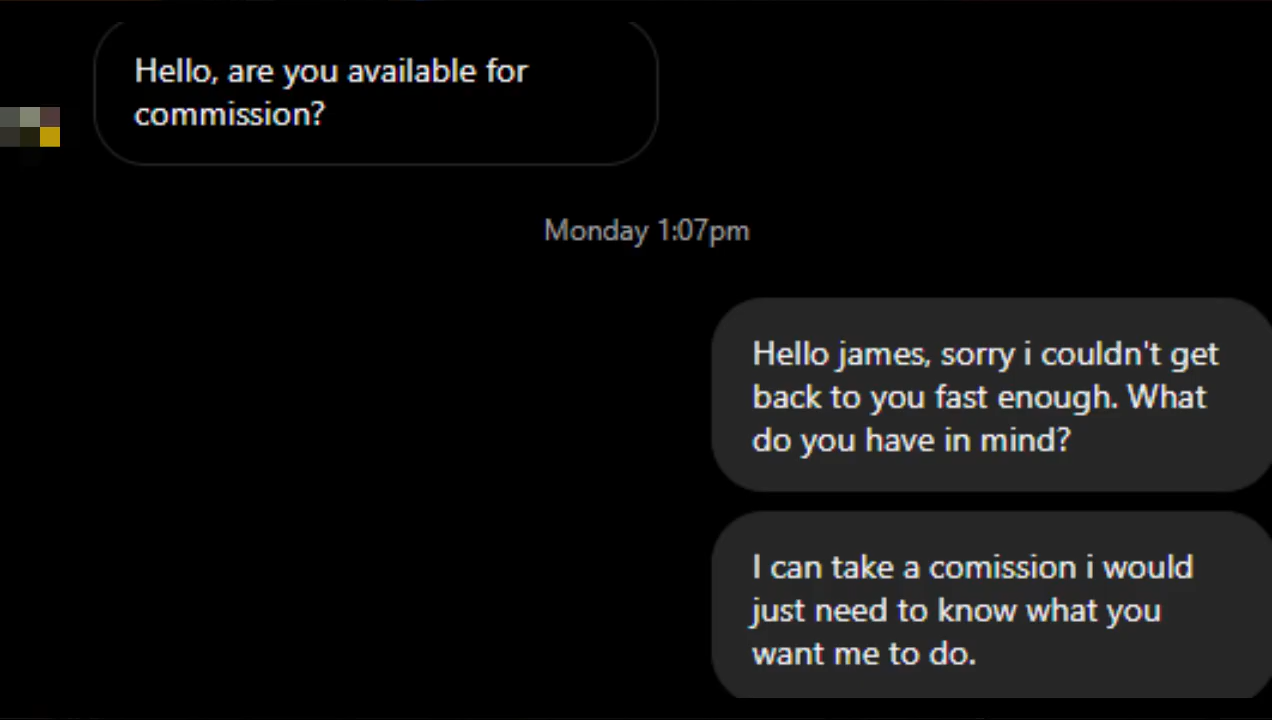 Hello, are you available for
commission?
Monday 1:07pm
Hello james, sorry i couldn't get
back to you fast enough. What
do you have in mind?
I can take a comission i would
just need to know what you
want me to do.